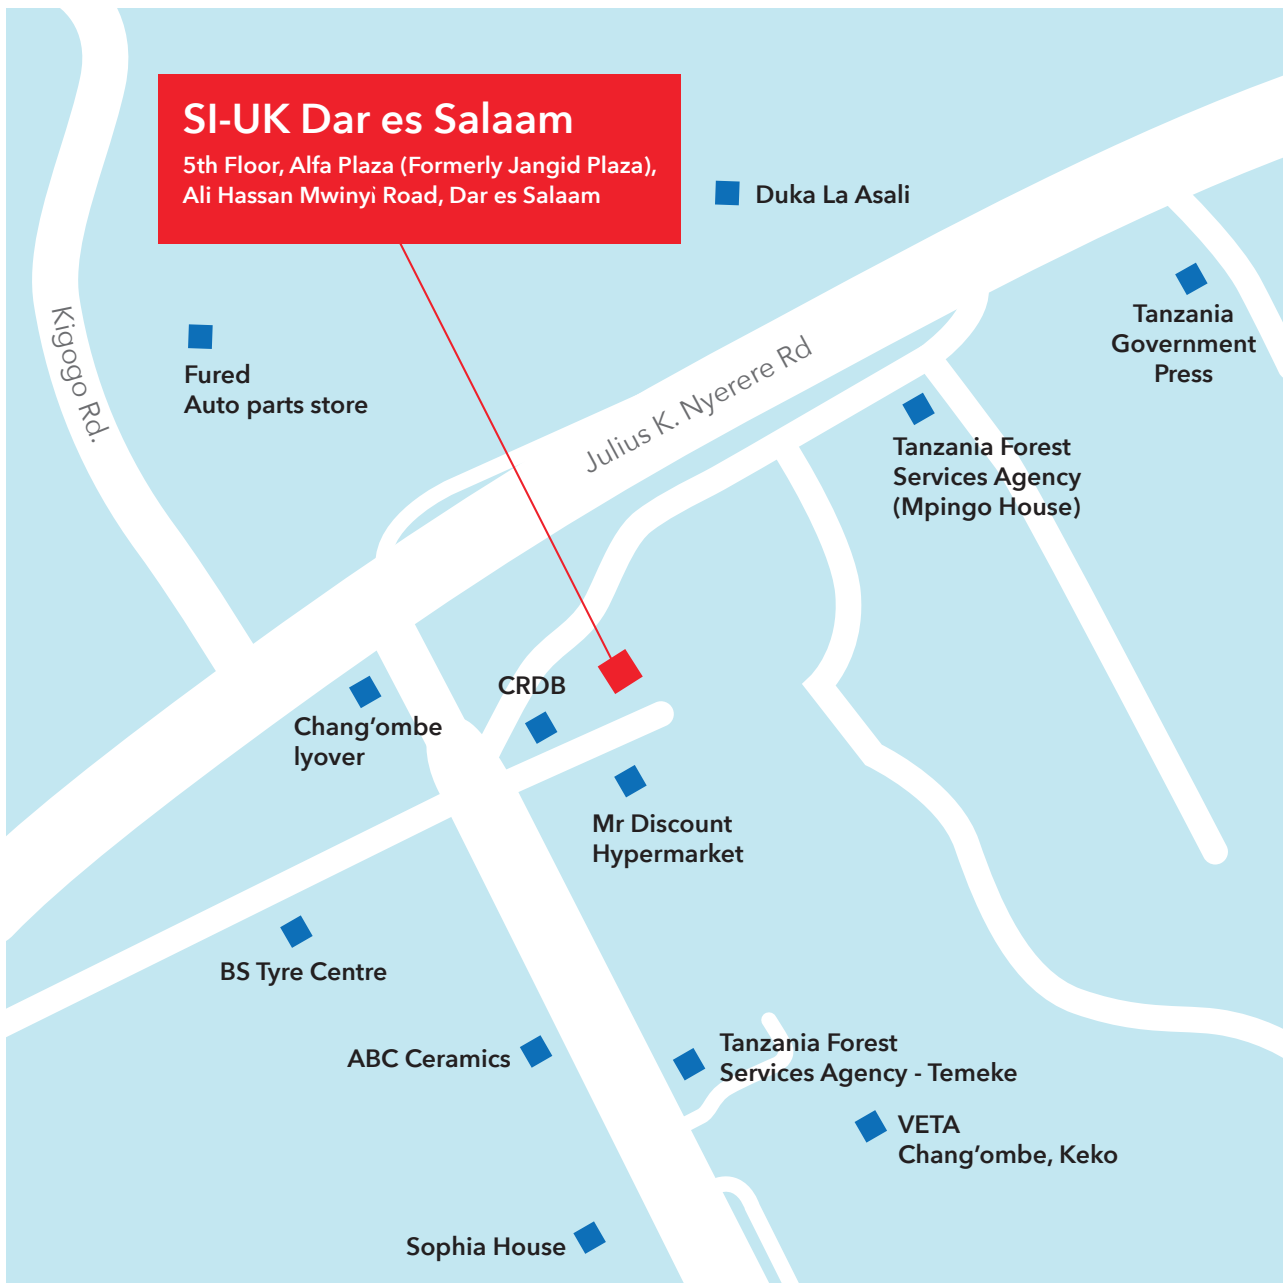 SI-UK Dar es Salaam
5th Floor, Alfa Plaza (Formerly Jangid Plaza),
Ali Hassan Mwinyi Road, Dar es Salaam
Duka La Asali
Kigogo Rd.
Fured
Auto parts store
Julius K. Nyerere Rd
Tanzania
Government
Press
Tanzania Forest
Services Agency
(Mpingo House)
CRDB
Chang'ombe
lyover
Mr Discount
Hypermarket
BS Tyre Centre
ABC Ceramics
Tanzania Forest
Services Agency - Temeke
VETA
Chang'ombe, Keko
Sophia House